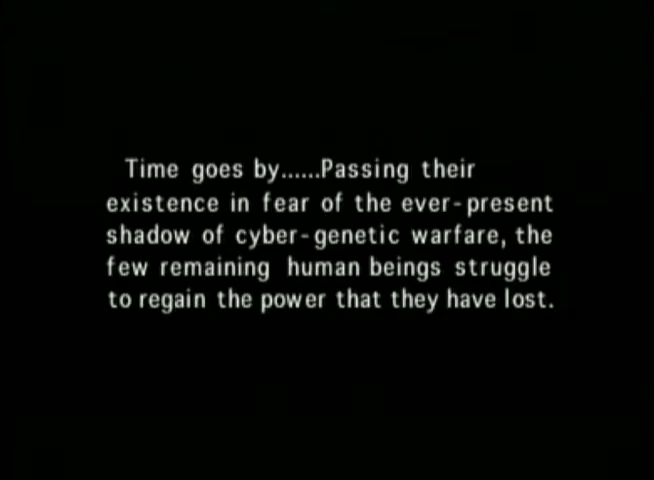 Time goes by......Passing their
existence in fear of the ever-present
shadow of cyber-genetic warfare, the
few remaining human beings struggle
to regain the power that they have lost.